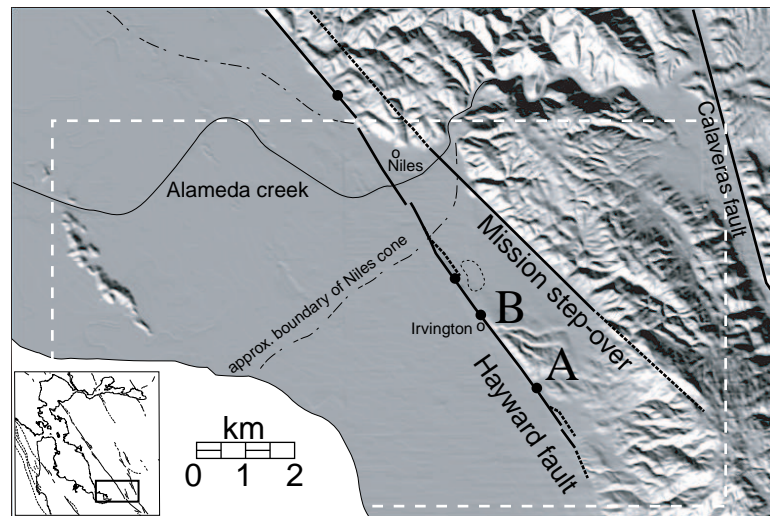 Calaveras fault
Niles
Alameda creek
Mission step-over
approx. boundary of Niles cone
B
Irvington
A
Hayward fault
km
0 1 2